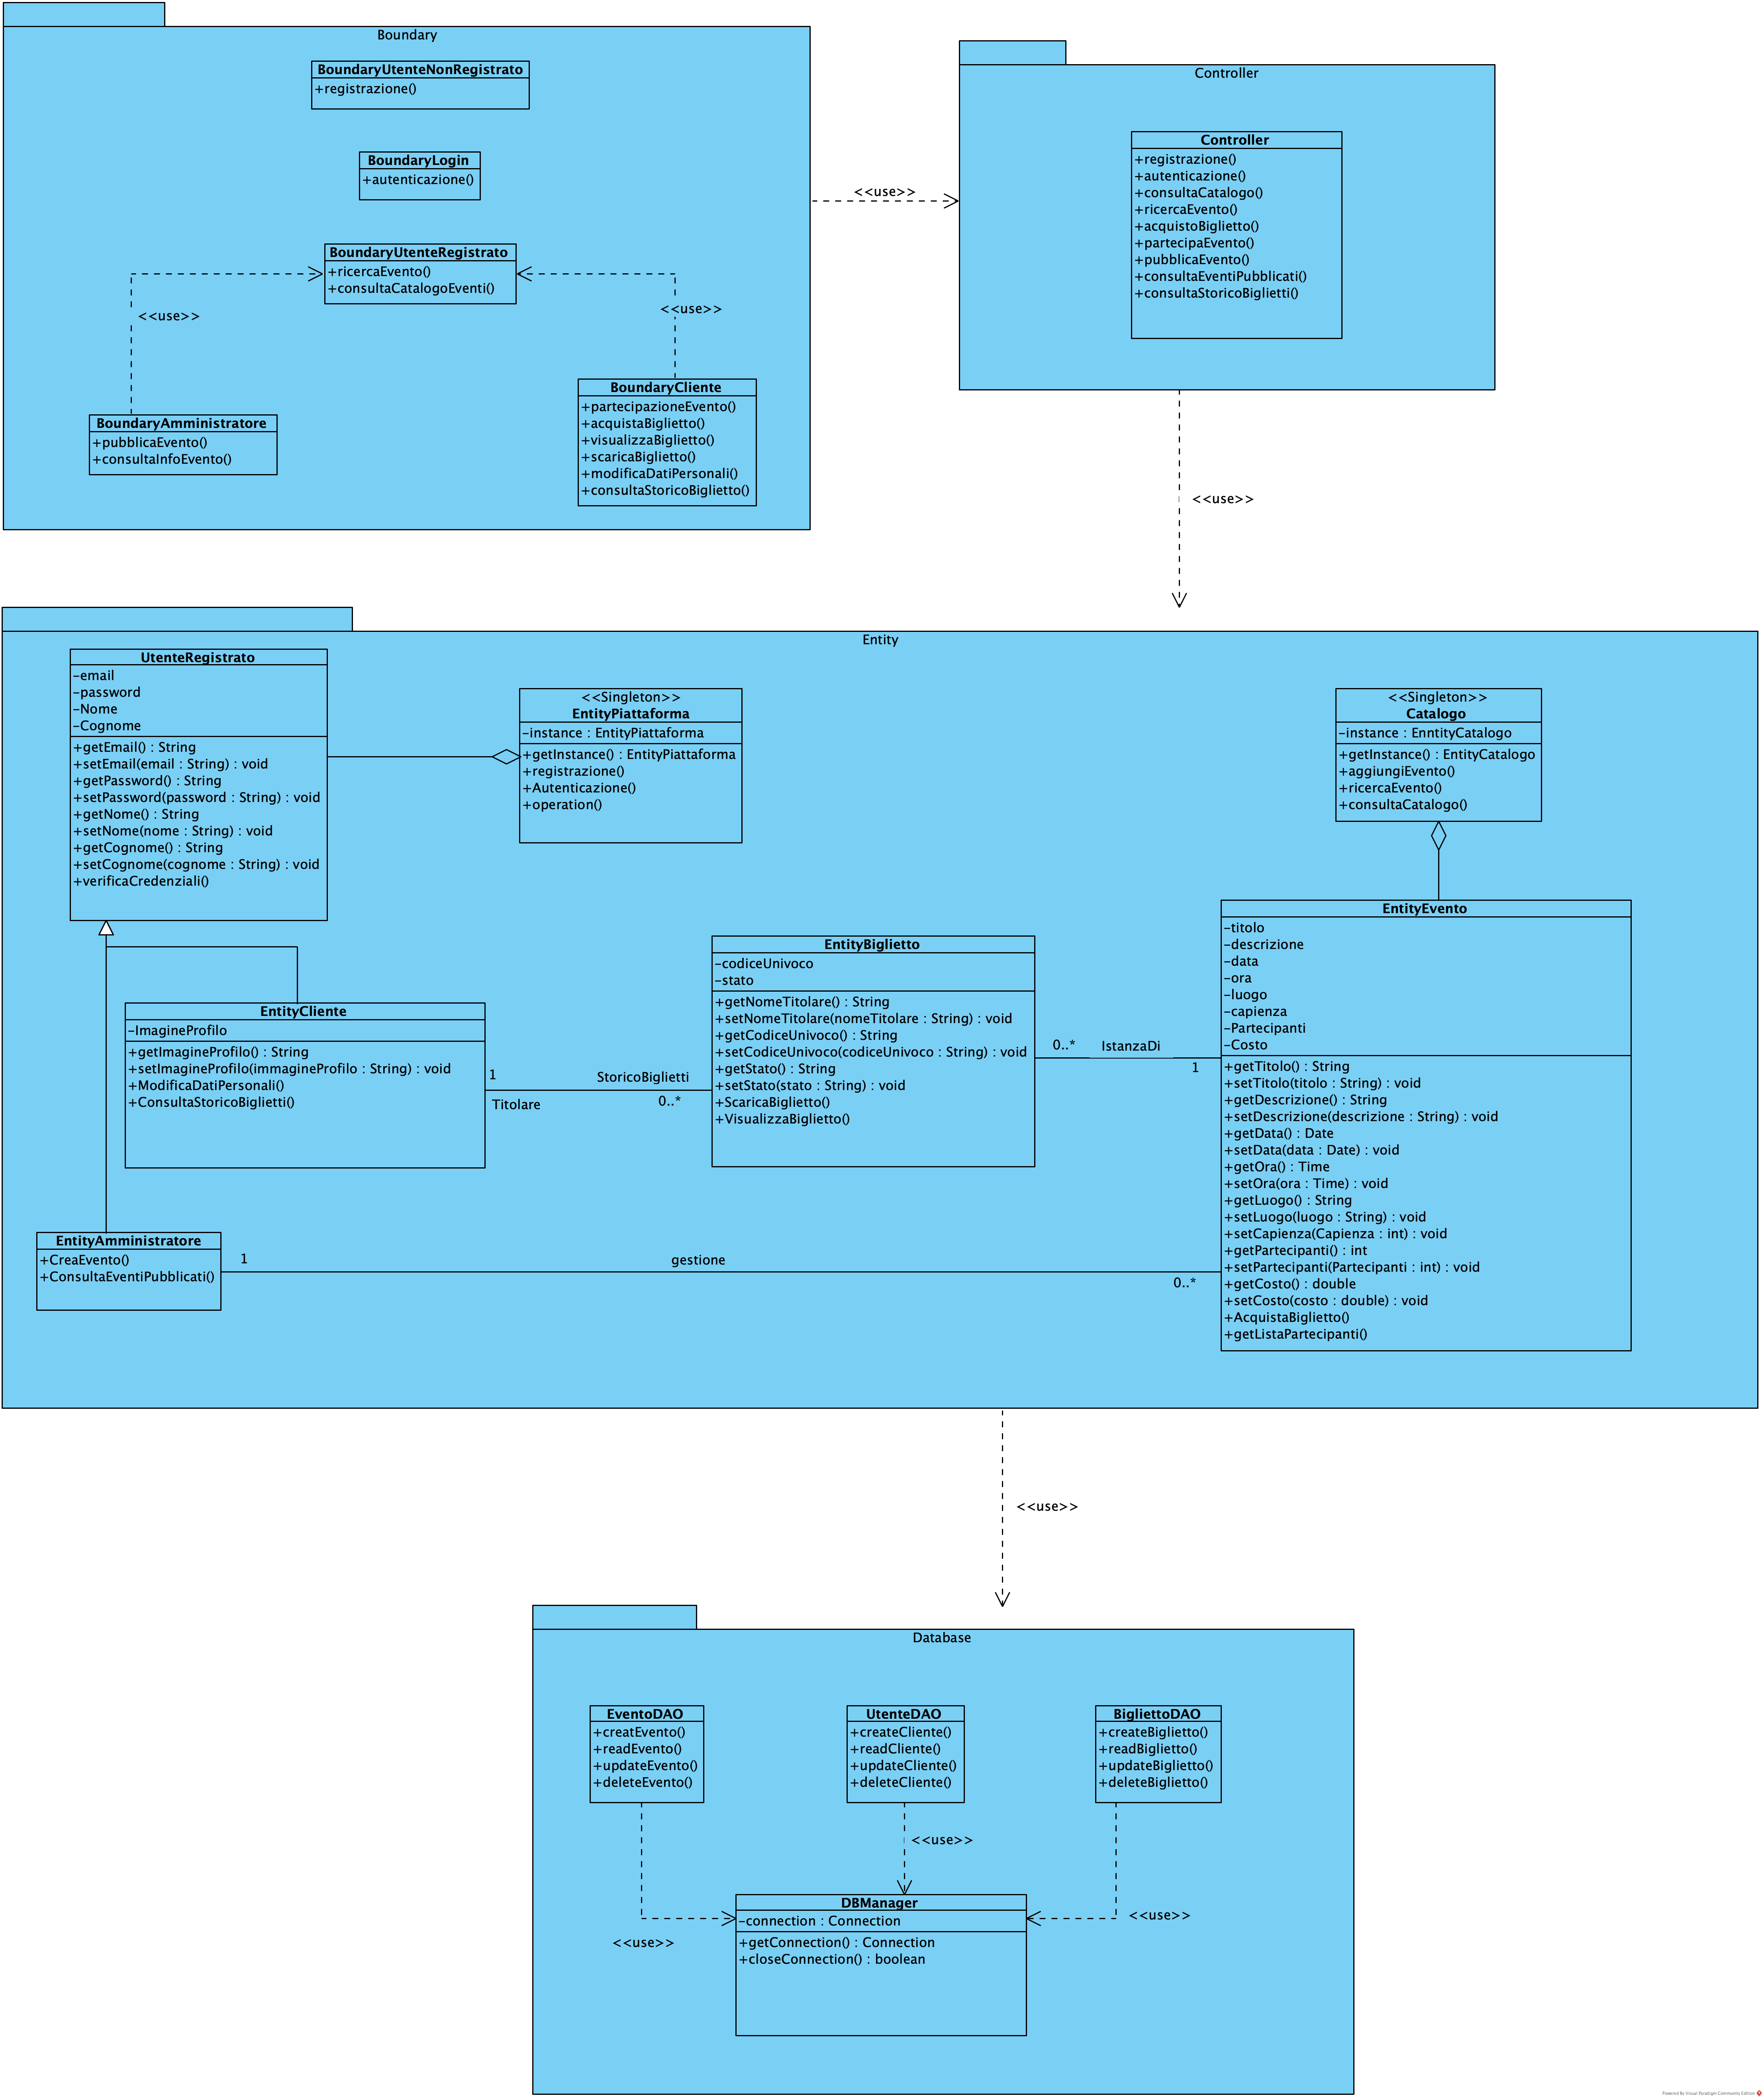 Boundary
BoundaryUtenteNonRegistrato
+registrazione()
BoundaryLogin
+autenticazione()
BoundaryUtenteRegistrato
+ricercaEvento()
+consultaCatalogoEventi()
<<use>>
<<use>>
BoundaryAmministratore
+pubblicaEvento()
+consultaInfoEvento()
BoundaryCliente
+partecipazioneEvento()
+acquistaBiglietto()
+visualizzaBiglietto()
+scaricaBiglietto()
+modificaDatiPersonali()
+consultaStoricoBiglietto()
<<use>>
Controller
Controller
+registrazione()
+autenticazione()
+consultaCatalogo()
+ricercaEvento()
+acquistoBiglietto()
+partecipaEvento()
+pubblicaEvento()
+consultaEventiPubblicati()
+consultaStoricoBiglietti()
<<use>>
Entity
UtenteRegistrato
-email
-password
-Nome
-Cognome
+getEmail() : String
+setEmail(email : String) : void
+getPassword() : String
+setPassword(password : String) : void
+getNome() : String
+setNome(nome : String) : void
+getCognome() : String
+setCognome(cognome : String) : void
+verificaCredenziali()
<<Singleton>>
EntityPiattaforma
-instance : EntityPiattaforma
+getInstance() : EntityPiattaforma
+registrazione()
+Autenticazione()
+operation()
<<Singleton>>
Catalogo
-instance : EnntityCatalogo
+getInstance() : EntityCatalogo
+aggiungiEvento()
+ricercaEvento()
+consultaCatalogo()
EntityCliente
-ImagineProfilo
+getImagineProfilo() : String
+setImagineProfilo(immagineProfilo : String) : void
+ModificaDatiPersonali()
+ConsultaStoricoBiglietti()
1
Titolare
StoricoBiglietti
0..*
EntityBiglietto
-codiceUnivoco
-stato
+getNomeTitolare() : String
+setNomeTitolare(nomeTitolare : String) : void
+getCodiceUnivoco() : String
+setCodiceUnivoco(codiceUnivoco : String) : void
+getStato() : String
+setStato(stato : String) : void
+ScaricaBiglietto()
+VisualizzaBiglietto()
0..*
IstanzaDi
1
EntityEvento
-titolo
-descrizione
-data
-ora
-luogo
-capienza
-Partecipanti
-Costo
+getTitolo() : String
+setTitolo(titolo : String) : void
+getDescrizione() : String
+setDescrizione(descrizione : String) : void
+getData() : Date
+setData(data : Date) : void
+getOra() : Time
+setOra(ora : Time) : void
+getLuogo() : String
+setLuogo(luogo : String) : void
+setCapienza(Capienza : int) : void
+getPartecipanti() : int
+setPartecipanti(Partecipanti : int) : void
+getCosto() : double
+setCosto(costo : double) : void
+AcquistaBiglietto()
+getListaPartecipanti()
EntityAmministratore
+CreaEvento()
+ConsultaEventiPubblicati()
1
gestione
0..*
<<use>>
Database
EventoDAO
+creatEvento()
+readEvento()
+updateEvento()
+deleteEvento()
UtenteDAO
+createCliente()
+readCliente()
+updateCliente()
+deleteCliente()
BigliettoDAO
+createBiglietto()
+readBiglietto()
+updateBiglietto()
+deleteBiglietto()
<<use>>
<<use>>
<<use>>
DBManager
-connection : Connection
+getConnection() : Connection
+closeConnection() : boolean
Powered By Visual Paradigm Community Edition